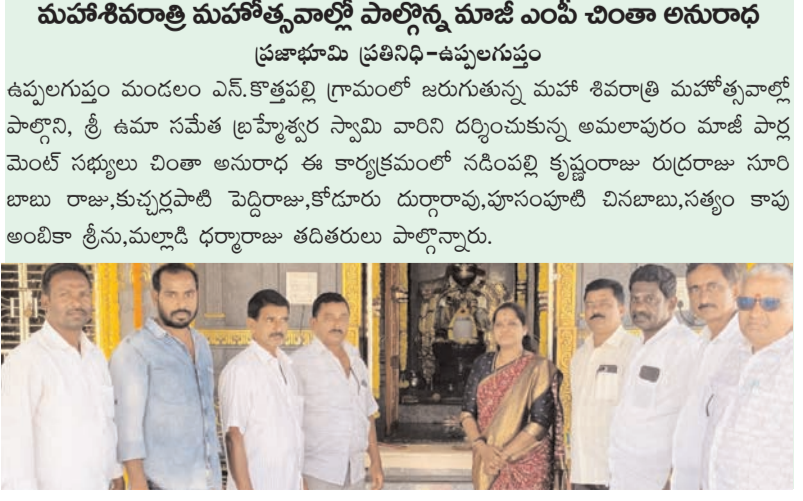 మహాశివరాత్రి మహోత్సవాల్లో పాల్గొన్న మాజీ ఎంపీ చింతా అనురాధ
ప్రజాభూమి ప్రతినిధి-ఉప్పలగుప్తం
ఉప్పలగుప్తం మండలం ఎన్.కొత్తపల్లి గ్రామంలో జరుగుతున్న మహా శివరాత్రి మహోత్సవాల్లో
పాల్గొని, శ్రీ ఉమా సమేత బ్రహ్మేశ్వర స్వామి వారిని దర్శించుకున్న అమలాపురం మాజీ పార్ల
మెంట్ సభ్యులు చింతా అనురాధ ఈ కార్యక్రమంలో నడింపల్లి కృష్ణంరాజు రుద్రరాజు సూరి
బాబు రాజు,కుచ్చర్లపాటి పెద్దిరాజు,కోడూరు దుర్గారావు,పూసంపూటి చినబాబు,సత్యం కాపు
అంబికా శ్రీను,మల్లాడి ధర్మారాజు తదితరులు పాల్గొన్నారు.